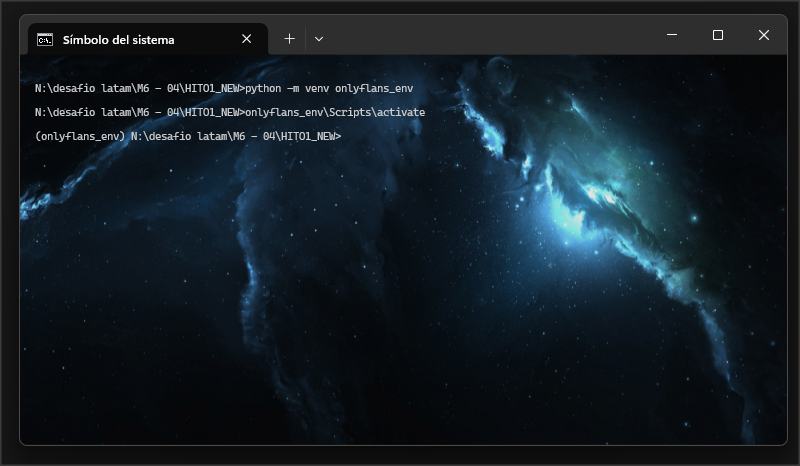 Símbolo del sistema
N:\desafio latam\M6 - 04\HITO1_NEW>python -m venv onlyflans_env
N:\desafio latam\M6 - 04\HITO1_NEW>onlyflans_env\Scripts\activate
(onlyflans_env) N:\desafio latam\M6 - 04\HITO1_NEW>